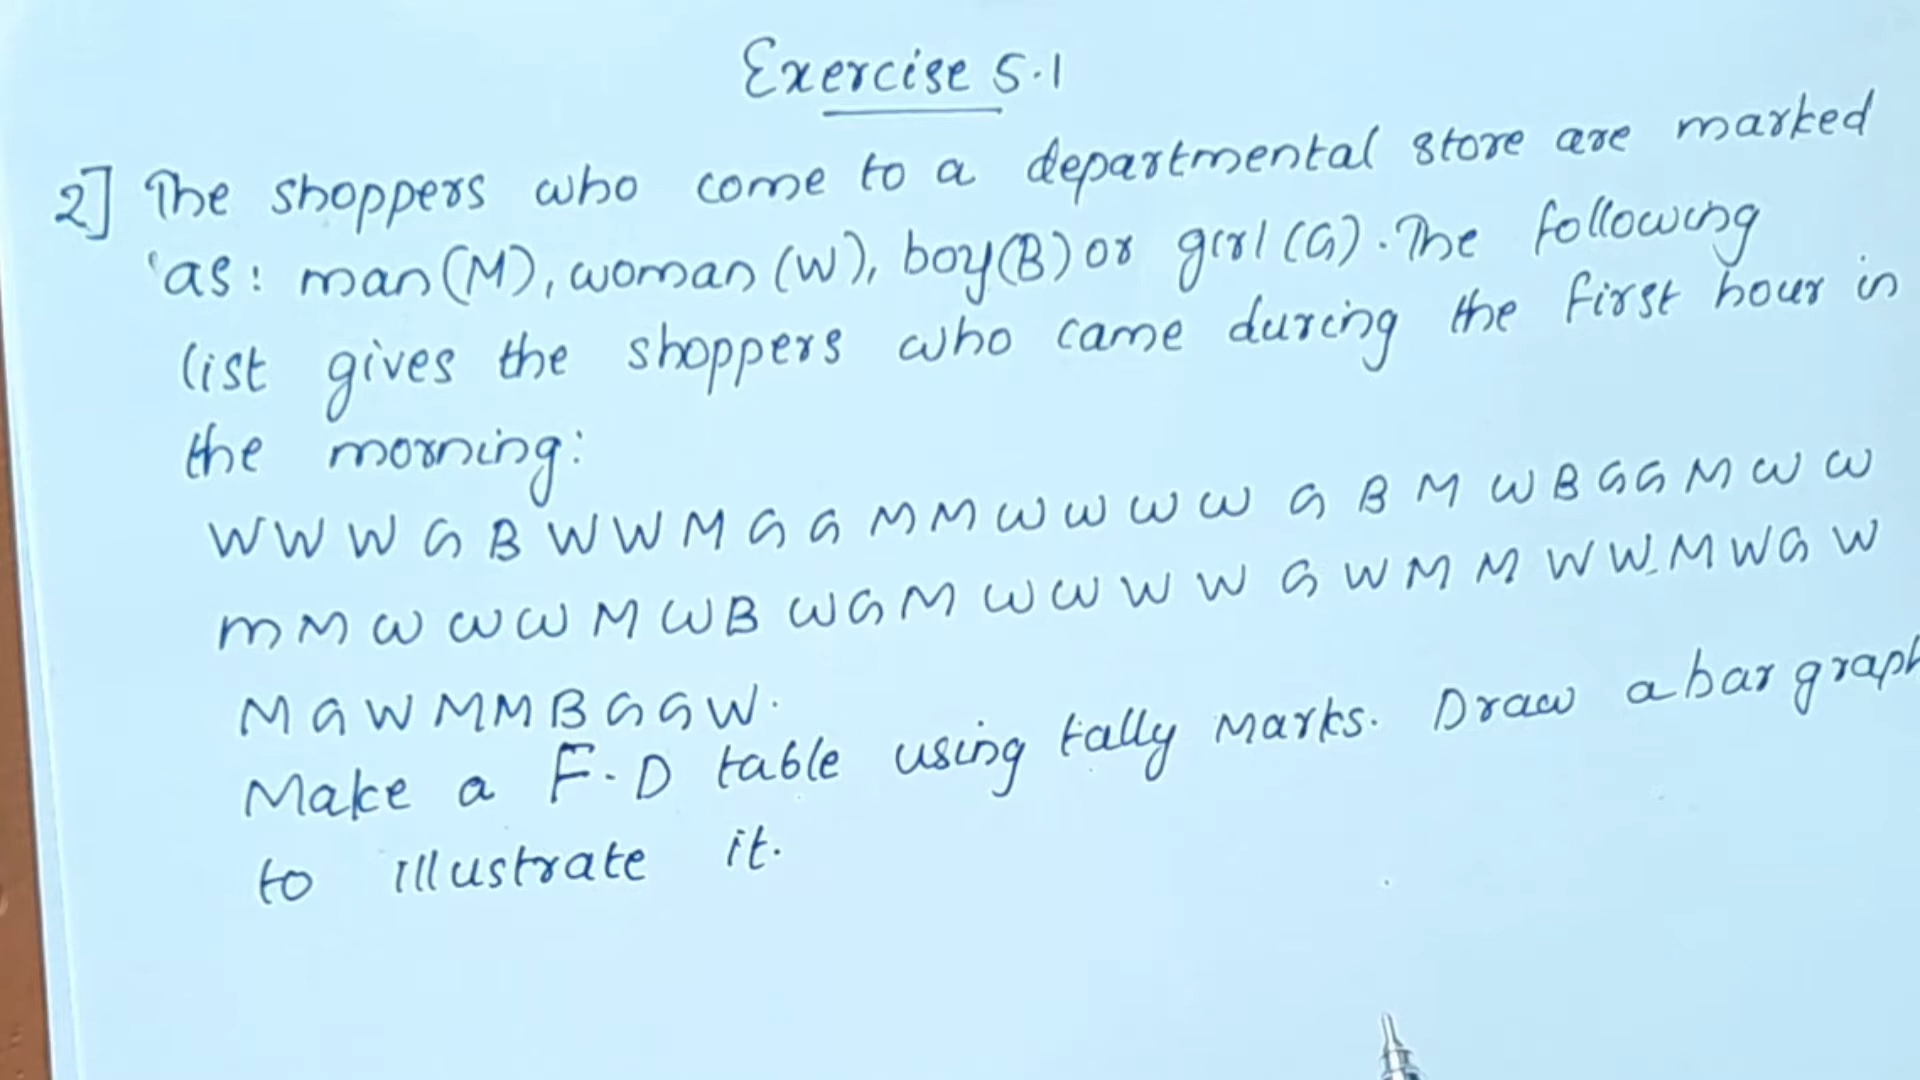 Exercise 5.1
2] The shoppers who come to a departmental store are marked
as: man (M), woman (W), boy (B) or girl (G). The following
list gives the shoppers who came during the first hour in
the morning:
W W W G B W W M G G M M W W W W G B M W B G G M W W
M M W W W M W B W G M W W W W G W M M W W M W G W
M G W M M B G G W.
Make a F.D table using tally marks. Draw a bar graph
to illustrate it.